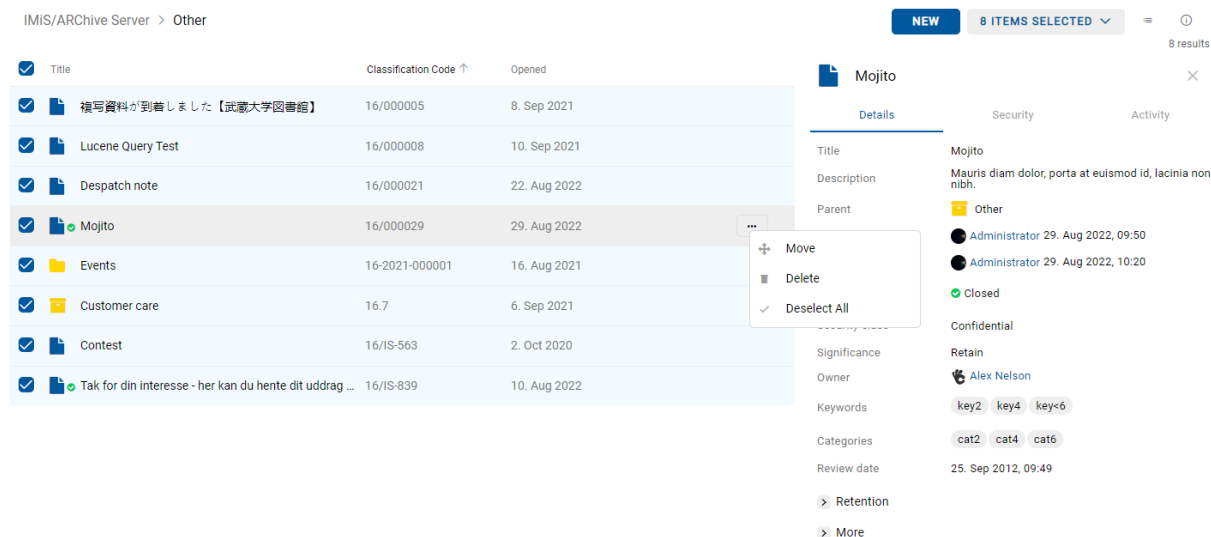 IMiS/ARChive Server > Other
NEW
8 ITEMS SELECTED
8 results
Title Classification Code ↑ Opened
複写資料が到着しました【武蔵大学図書館】 16/000005 8. Sep 2021
Lucene Query Test 16/000008 10. Sep 2021
Despatch note 16/000021 22. Aug 2022
Mojito 16/000029 29. Aug 2022 ...
Events 16-2021-000001 16. Aug 2021
Customer care 16.7 6. Sep 2021
Contest 16/IS-563 2. Oct 2020
Tak for din interesse - her kan du hente dit uddrag ... 16/IS-839 10. Aug 2022
Move
Delete
Deselect All
Mojito
Details Security Activity
Title Mojito
Description Mauris diam dolor, porta at euismod id, lacinia non
nibh.
Parent Other
Administrator 29. Aug 2022, 09:50
Administrator 29. Aug 2022, 10:20
Closed
Confidential
Significance Retain
Owner Alex Nelson
Keywords key2 key4 key<6
Categories cat2 cat4 cat6
Review date 25. Sep 2012, 09:49
> Retention
> More